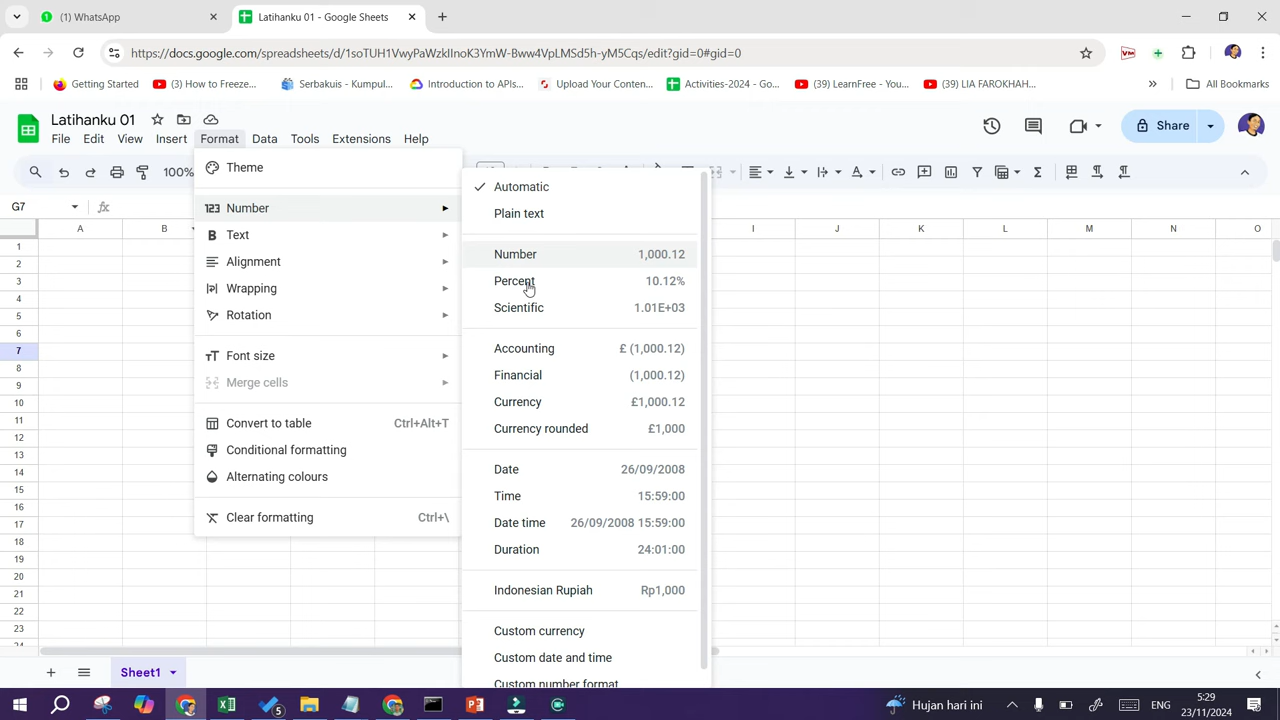 (1) WhatsApp
Latihanku 01 - Google Sheets
https://docs.google.com/spreadsheets/d/1soTUH1VwyPaWzkIInoK3YmW-Bww4VpLMSd5h-yM5Cqs/edit?gid=0#gid=0
Getting Started
(3) How to Freeze...
Serbakuis - Kumpul...
Introduction to APIs...
Upload Your Conten...
Activities-2024 - Go...
(39) LearnFree - You...
(39) LIA FAROKHAH...
All Bookmarks
Latihanku 01
File Edit View Insert Format Data Tools Extensions Help
Share
100%
G7
fx
Theme
123 Number
Text
Alignment
Wrapping
Rotation
Font size
Merge cells
Convert to table Ctrl+Alt+T
Conditional formatting
Alternating colours
Clear formatting Ctrl+\
Automatic
Plain text
Number 1,000.12
Percent 10.12%
Scientific 1.01E+03
Accounting £ (1,000.12)
Financial (1,000.12)
Currency £1,000.12
Currency rounded £1,000
Date 26/09/2008
Time 15:59:00
Date time 26/09/2008 15:59:00
Duration 24:01:00
Indonesian Rupiah Rp1,000
Custom currency
Custom date and time
Custom number format
A B I J K L M N O
1
2
3
4
5
6
7
8
9
10
11
12
13
14
15
16
17
18
19
20
21
22
23
24
Sheet1
Hujan hari ini
ENG
5:29
23/11/2024